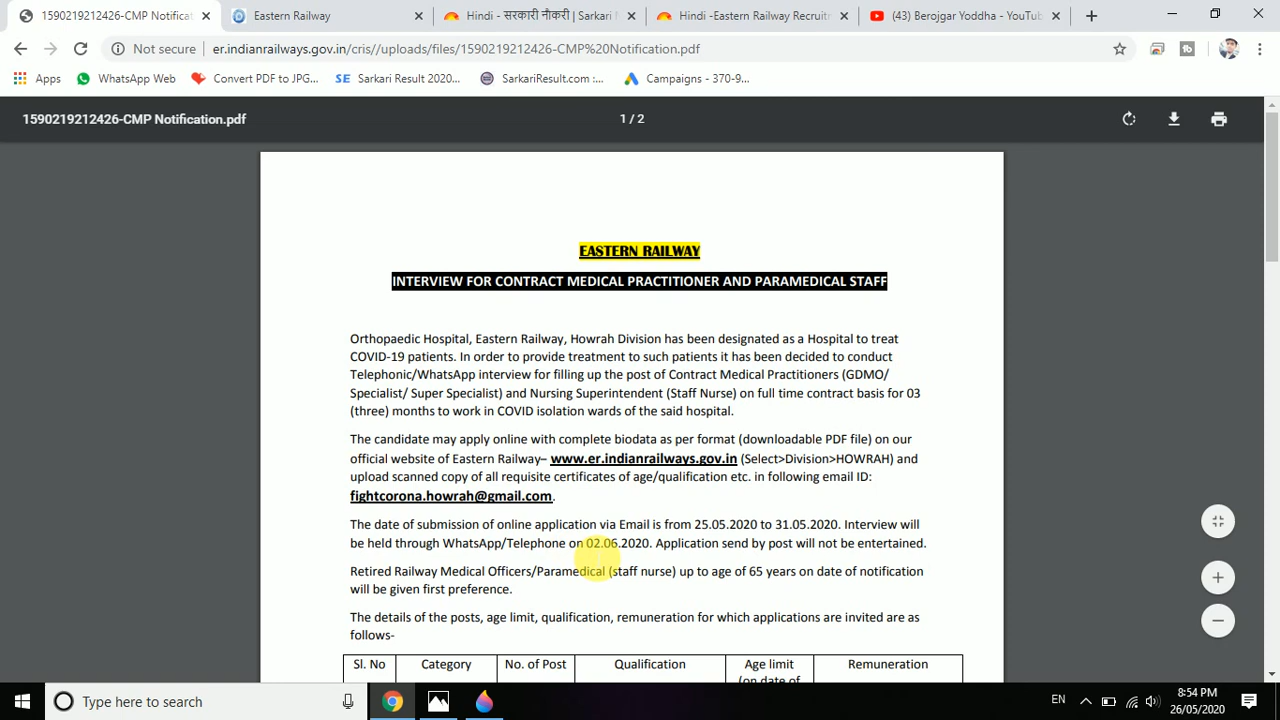 CMP Notification - 1590219212426
Eastern Railway
Hindi - सरकारी नौकरी | Sarkari
Hindi -Eastern Railway Recruitm
(43) Berojgar Yoddha - YouTube
Not secure
er.indianrailways.gov.in/cris//uploads/files/1590219212426-CMP%20Notification.pdf
Apps
WhatsApp Web
Convert PDF to JPG...
SE
Sarkari Result 2020...
SarkariResult.com :...
Campaigns - 370-9...
1590219212426-CMP Notification.pdf
1 / 2
EASTERN RAILWAY
INTERVIEW FOR CONTRACT MEDICAL PRACTITIONER AND PARAMEDICAL STAFF
Orthopaedic Hospital, Eastern Railway, Howrah Division has been designated as a Hospital to treat
COVID-19 patients. In order to provide treatment to such patients it has been decided to conduct
Telephonic/WhatsApp interview for filling up the post of Contract Medical Practitioners (GDMO/
Specialist/ Super Specialist) and Nursing Superintendent (Staff Nurse) on full time contract basis for 03
(three) months to work in COVID isolation wards of the said hospital.
The candidate may apply online with complete biodata as per format (downloadable PDF file) on our
official website of Eastern Railway– www.er.indianrailways.gov.in (Select>Division>HOWRAH) and
upload scanned copy of all requisite certificates of age/qualification etc. in following email ID:
fightcorona.howrah@gmail.com.
The date of submission of online application via Email is from 25.05.2020 to 31.05.2020. Interview will
be held through WhatsApp/Telephone on 02.06.2020. Application send by post will not be entertained.
Retired Railway Medical Officers/Paramedical (staff nurse) up to age of 65 years on date of notification
will be given first preference.
The details of the posts, age limit, qualification, remuneration for which applications are invited are as
follows-
Sl. No Category No. of Post Qualification Age limit Remuneration
(on date of
Type here to search
EN
8:54 PM
26/05/2020